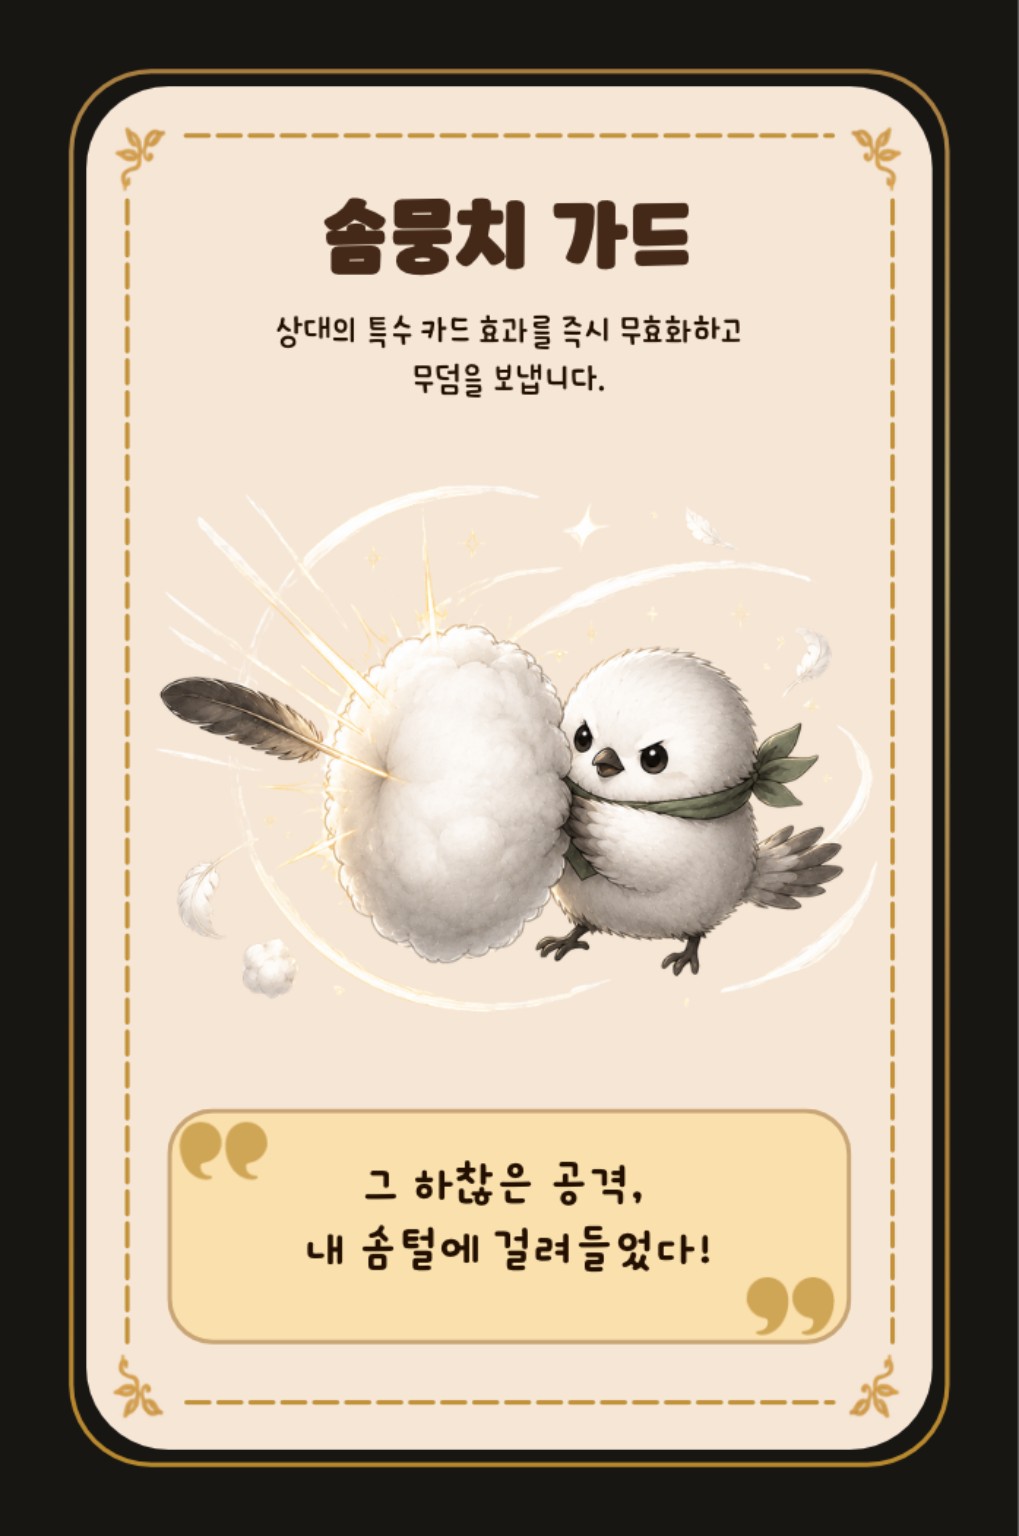 솜뭉치 가드
상대의 특수 카드 효과를 즉시 무효화하고
무덤을 보냅니다.
❟❟
그 하찮은 공격,
내 솜털에 걸려들었다!
❟❟